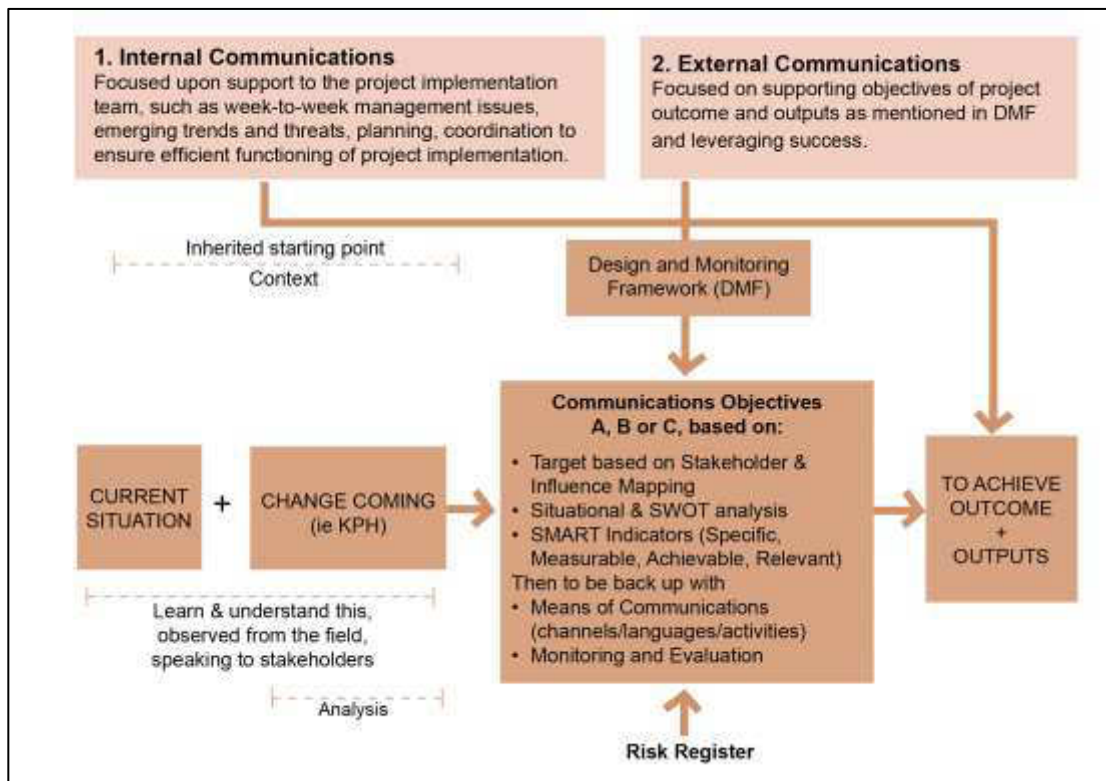 1. Internal Communications
Focused upon support to the project implementation
team, such as week-to-week management issues,
emerging trends and threats, planning, coordination to
ensure efficient functioning of project implementation.
2. External Communications
Focused on supporting objectives of project
outcome and outputs as mentioned in DMF
and leveraging success.
Inherited starting point
Context
Design and Monitoring
Framework (DMF)
CURRENT
SITUATION
+
CHANGE COMING
(ie KPH)
Communications Objectives
A, B or C, based on:
• Target based on Stakeholder &
Influence Mapping
• Situational & SWOT analysis
• SMART Indicators (Specific,
Measurable, Achievable, Relevant)
Then to be back up with
• Means of Communications
(channels/languages/activities)
• Monitoring and Evaluation
TO ACHIEVE
OUTCOME
+
OUTPUTS
Learn & understand this,
observed from the field,
speaking to stakeholders
Analysis
Risk Register